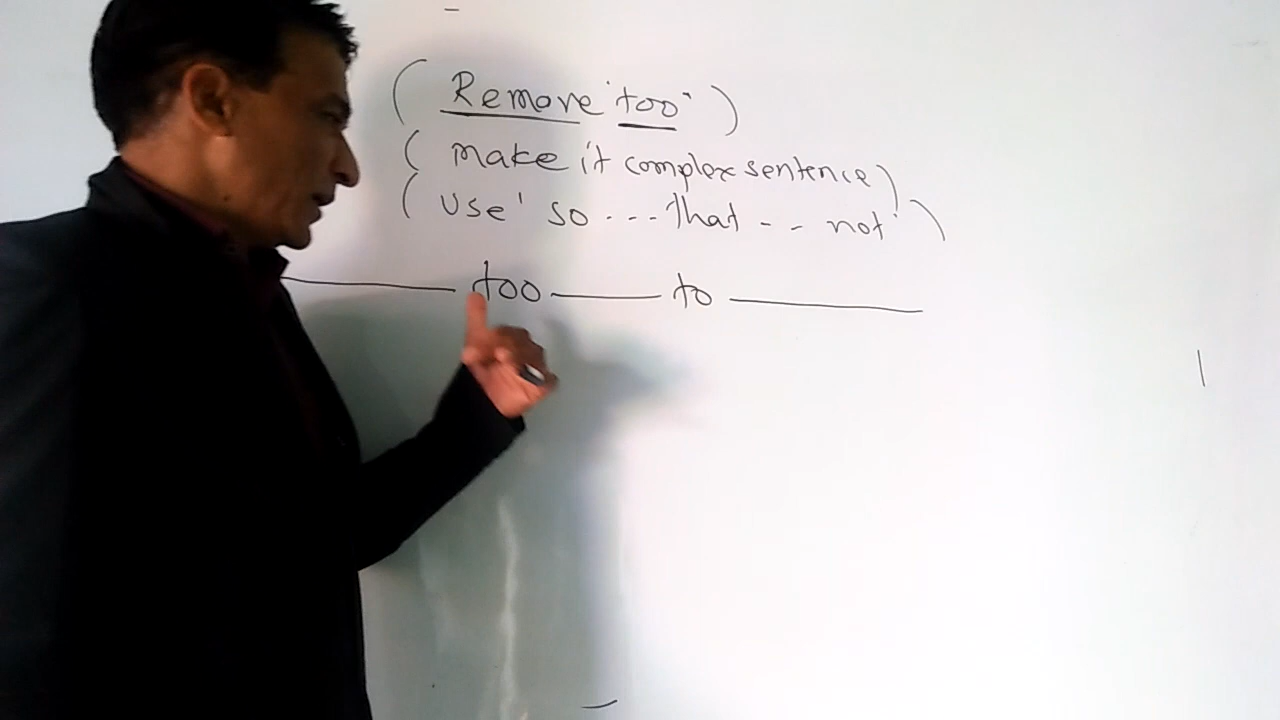 ( Remove 'too' )
( make it complex sentence )
( use 'so ... that -- not' )
too to